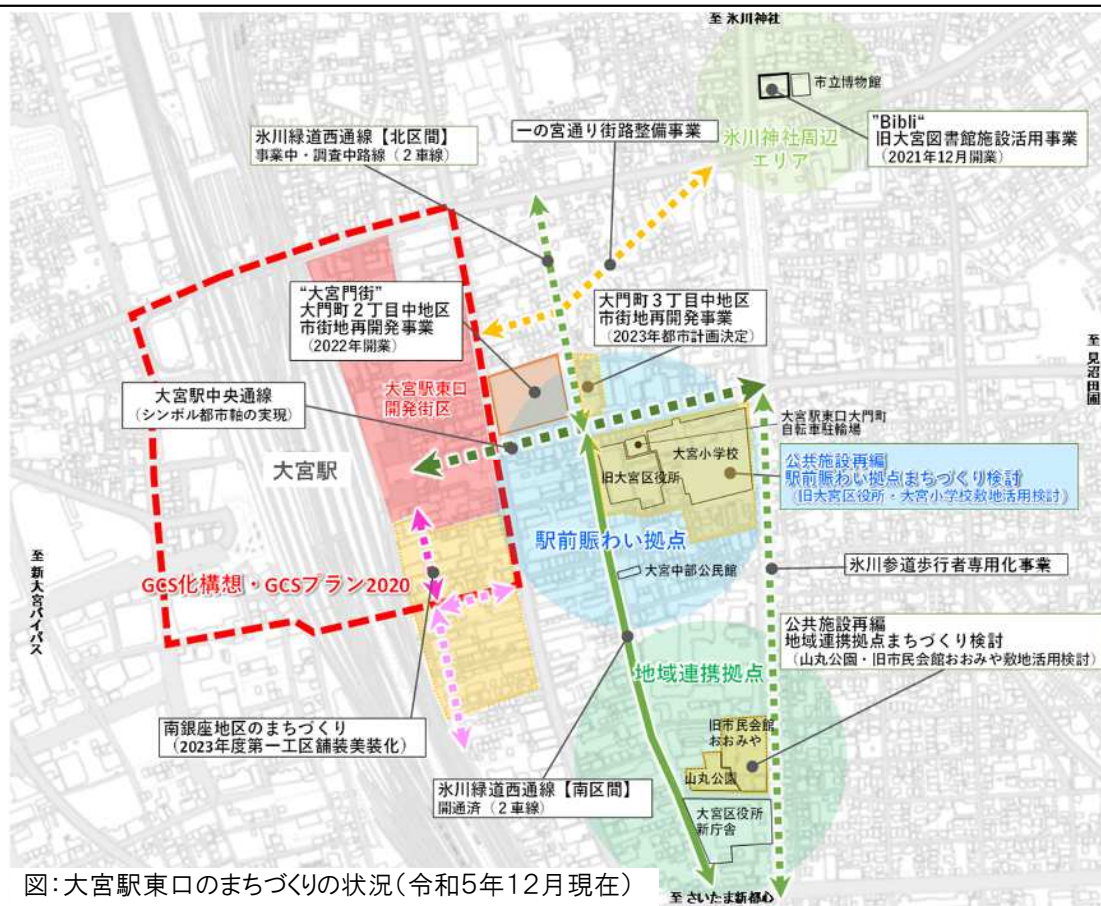 至 氷川神社
市立博物館
"Bibli“
旧大宮図書館施設活用事業
(2021年12月開業)
氷川神社周辺
エリア
氷川緑道西通線【北区間】
事業中・調査中路線（２車線）
一の宮通り街路整備事業
“大宮門街”
大門町２丁目中地区
市街地再開発事業
(2022年開業)
大門町３丁目中地区
市街地再開発事業
(2023年都市計画決定)
至 見沼田圃
大宮駅中央通線
(シンボル都市軸の実現)
大宮駅東口
開発街区
大宮駅
大宮駅東口大門町
自転車駐輪場
大宮小学校
旧大宮区役所
公共施設再編
駅前賑わい拠点まちづくり検討
(旧大宮区役所・大宮小学校敷地活用検討)
駅前賑わい拠点
大宮中部公民館
氷川参道歩行者専用化事業
至 新大宮バイパス
GCS化構想・GCSプラン2020
公共施設再編
地域連携拠点まちづくり検討
(山丸公園・旧市民会館おおみや敷地活用検討)
地域連携拠点
南銀座地区のまちづくり
(2023年度第一工区舗装美装化)
旧市民会館
おおみや
山丸公園
氷川緑道西通線【南区間】
開通済（２車線）
大宮区役所
新庁舎
図：大宮駅東口のまちづくりの状況（令和5年12月現在）
至 さいたま新都心